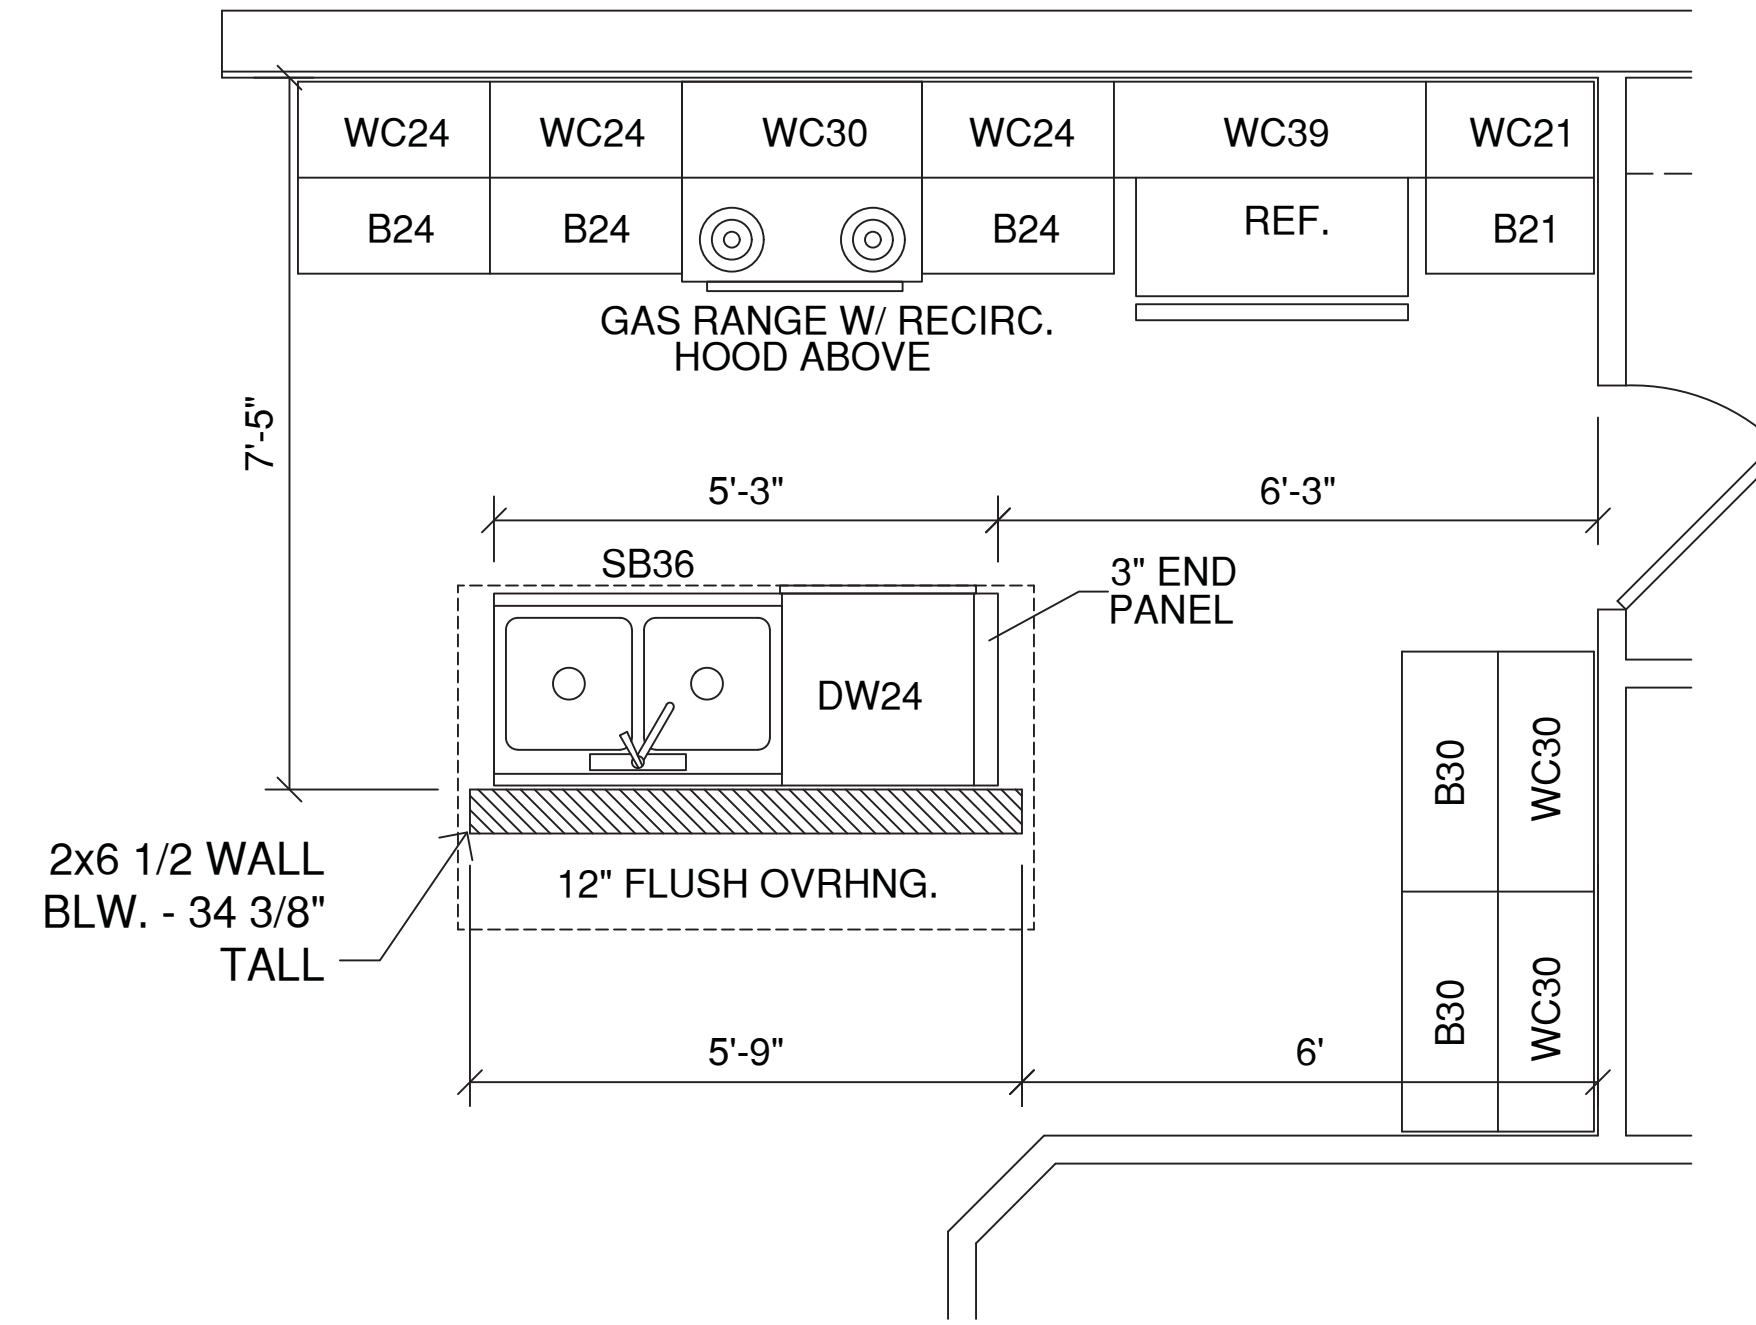 WC24
WC24
WC30
WC24
WC39
WC21
B24
B24
B24
REF.
B21
GAS RANGE W/ RECIRC.
HOOD ABOVE
7'-5"
5'-3"
6'-3"
SB36
3" END
PANEL
DW24
B30
WC30
2x6 1/2 WALL
BLW. - 34 3/8"
TALL
12" FLUSH OVRHNG.
B30
WC30
5'-9"
6'